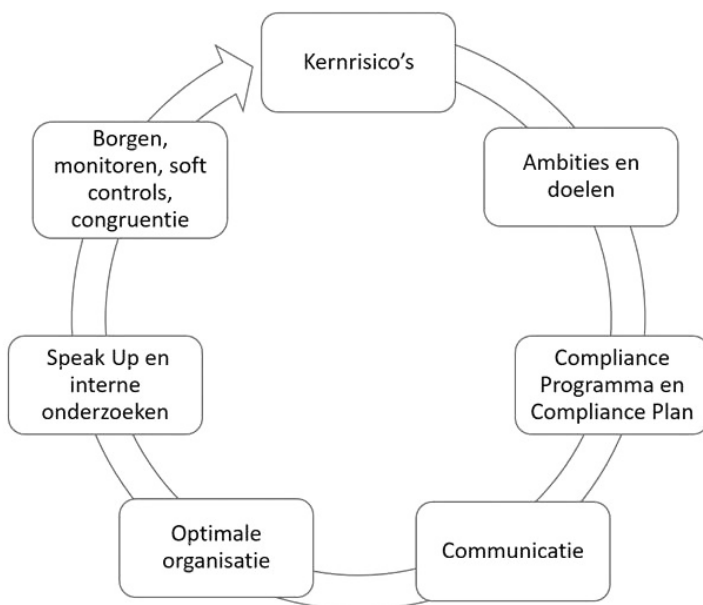 Kernrisico’s
Ambities en
doelen
Compliance
Programma en
Compliance Plan
Communicatie
Optimale
organisatie
Speak Up en
interne
onderzoeken
Borgen,
monitoren, soft
controls,
congruentie